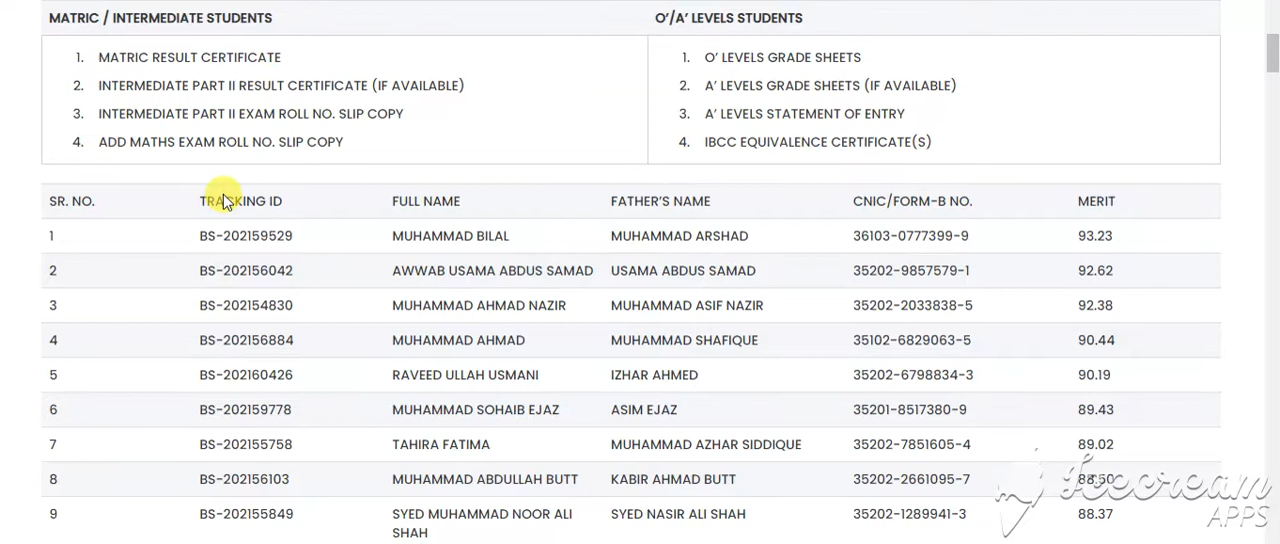 MATRIC / INTERMEDIATE STUDENTS O'/A' LEVELS STUDENTS
1. MATRIC RESULT CERTIFICATE 1. O' LEVELS GRADE SHEETS
2. INTERMEDIATE PART II RESULT CERTIFICATE (IF AVAILABLE) 2. A' LEVELS GRADE SHEETS (IF AVAILABLE)
3. INTERMEDIATE PART II EXAM ROLL NO. SLIP COPY 3. A' LEVELS STATEMENT OF ENTRY
4. ADD MATHS EXAM ROLL NO. SLIP COPY 4. IBCC EQUIVALENCE CERTIFICATE(S)
SR. NO. TRACKING ID FULL NAME FATHER'S NAME CNIC/FORM-B NO. MERIT
1 BS-202159529 MUHAMMAD BILAL MUHAMMAD ARSHAD 36103-0777399-9 93.23
2 BS-202156042 AWWAB USAMA ABDUS SAMAD USAMA ABDUS SAMAD 35202-9857579-1 92.62
3 BS-202154830 MUHAMMAD AHMAD NAZIR MUHAMMAD ASIF NAZIR 35202-2033838-5 92.38
4 BS-202156884 MUHAMMAD AHMAD MUHAMMAD SHAFIQUE 35102-6829063-5 90.44
5 BS-202160426 RAVEED ULLAH USMANI IZHAR AHMED 35202-6798834-3 90.19
6 BS-202159778 MUHAMMAD SOHAIB EJAZ ASIM EJAZ 35201-8517380-9 89.43
7 BS-202155758 TAHIRA FATIMA MUHAMMAD AZHAR SIDDIQUE 35202-7851605-4 89.02
8 BS-202156103 MUHAMMAD ABDULLAH BUTT KABIR AHMAD BUTT 35202-2661095-7 88.50
9 BS-202155849 SYED MUHAMMAD NOOR ALI SYED NASIR ALI SHAH 35202-1289941-3 88.37
SHAH
Icecream
APPS